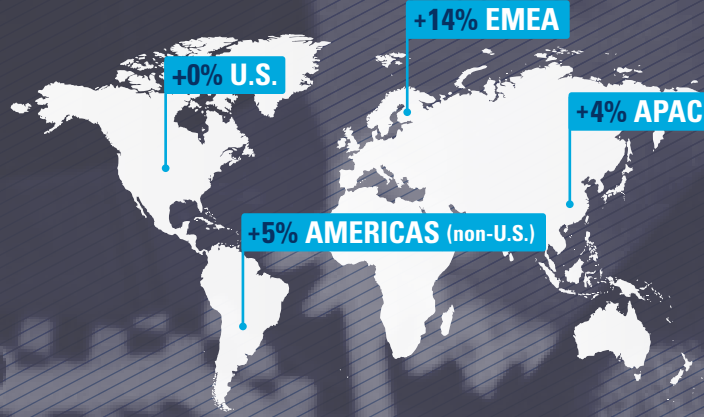 +14% EMEA
+0% U.S.
+4% APAC
+5% AMERICAS (non-U.S.)